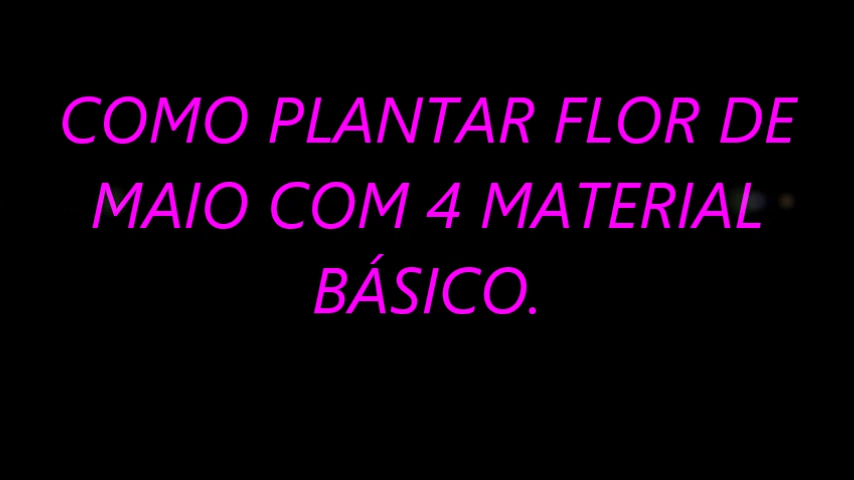 COMO PLANTAR FLOR DE
MAIO COM 4 MATERIAL
BÁSICO.